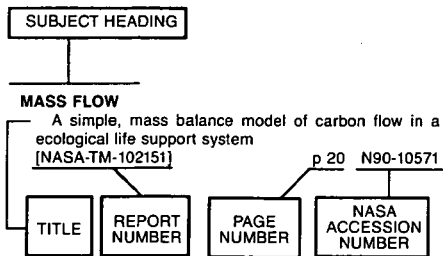 SUBJECT HEADING
MASS FLOW
A simple, mass balance model of carbon flow in a
ecological life support system
[NASA-TM-102151] p 20 N90-10571
TITLE
REPORT NUMBER
PAGE NUMBER
NASA ACCESSION NUMBER